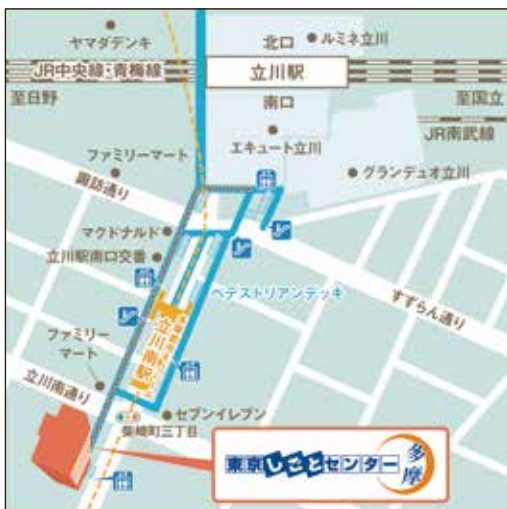 ヤマダデンキ
北口
ルミネ立川
JR中央線・青梅線
立川駅
至日野
南口
至国立
JR南武線
エキュート立川
ファミリーマート
グランデュオ立川
諏訪通り
マクドナルド
立川駅南口交番
ペデストリアンデッキ
すずらん通り
立川南駅
ファミリー
マート
立川南通り
セブンイレブン
柴崎町三丁目
東京しごとセンター多摩